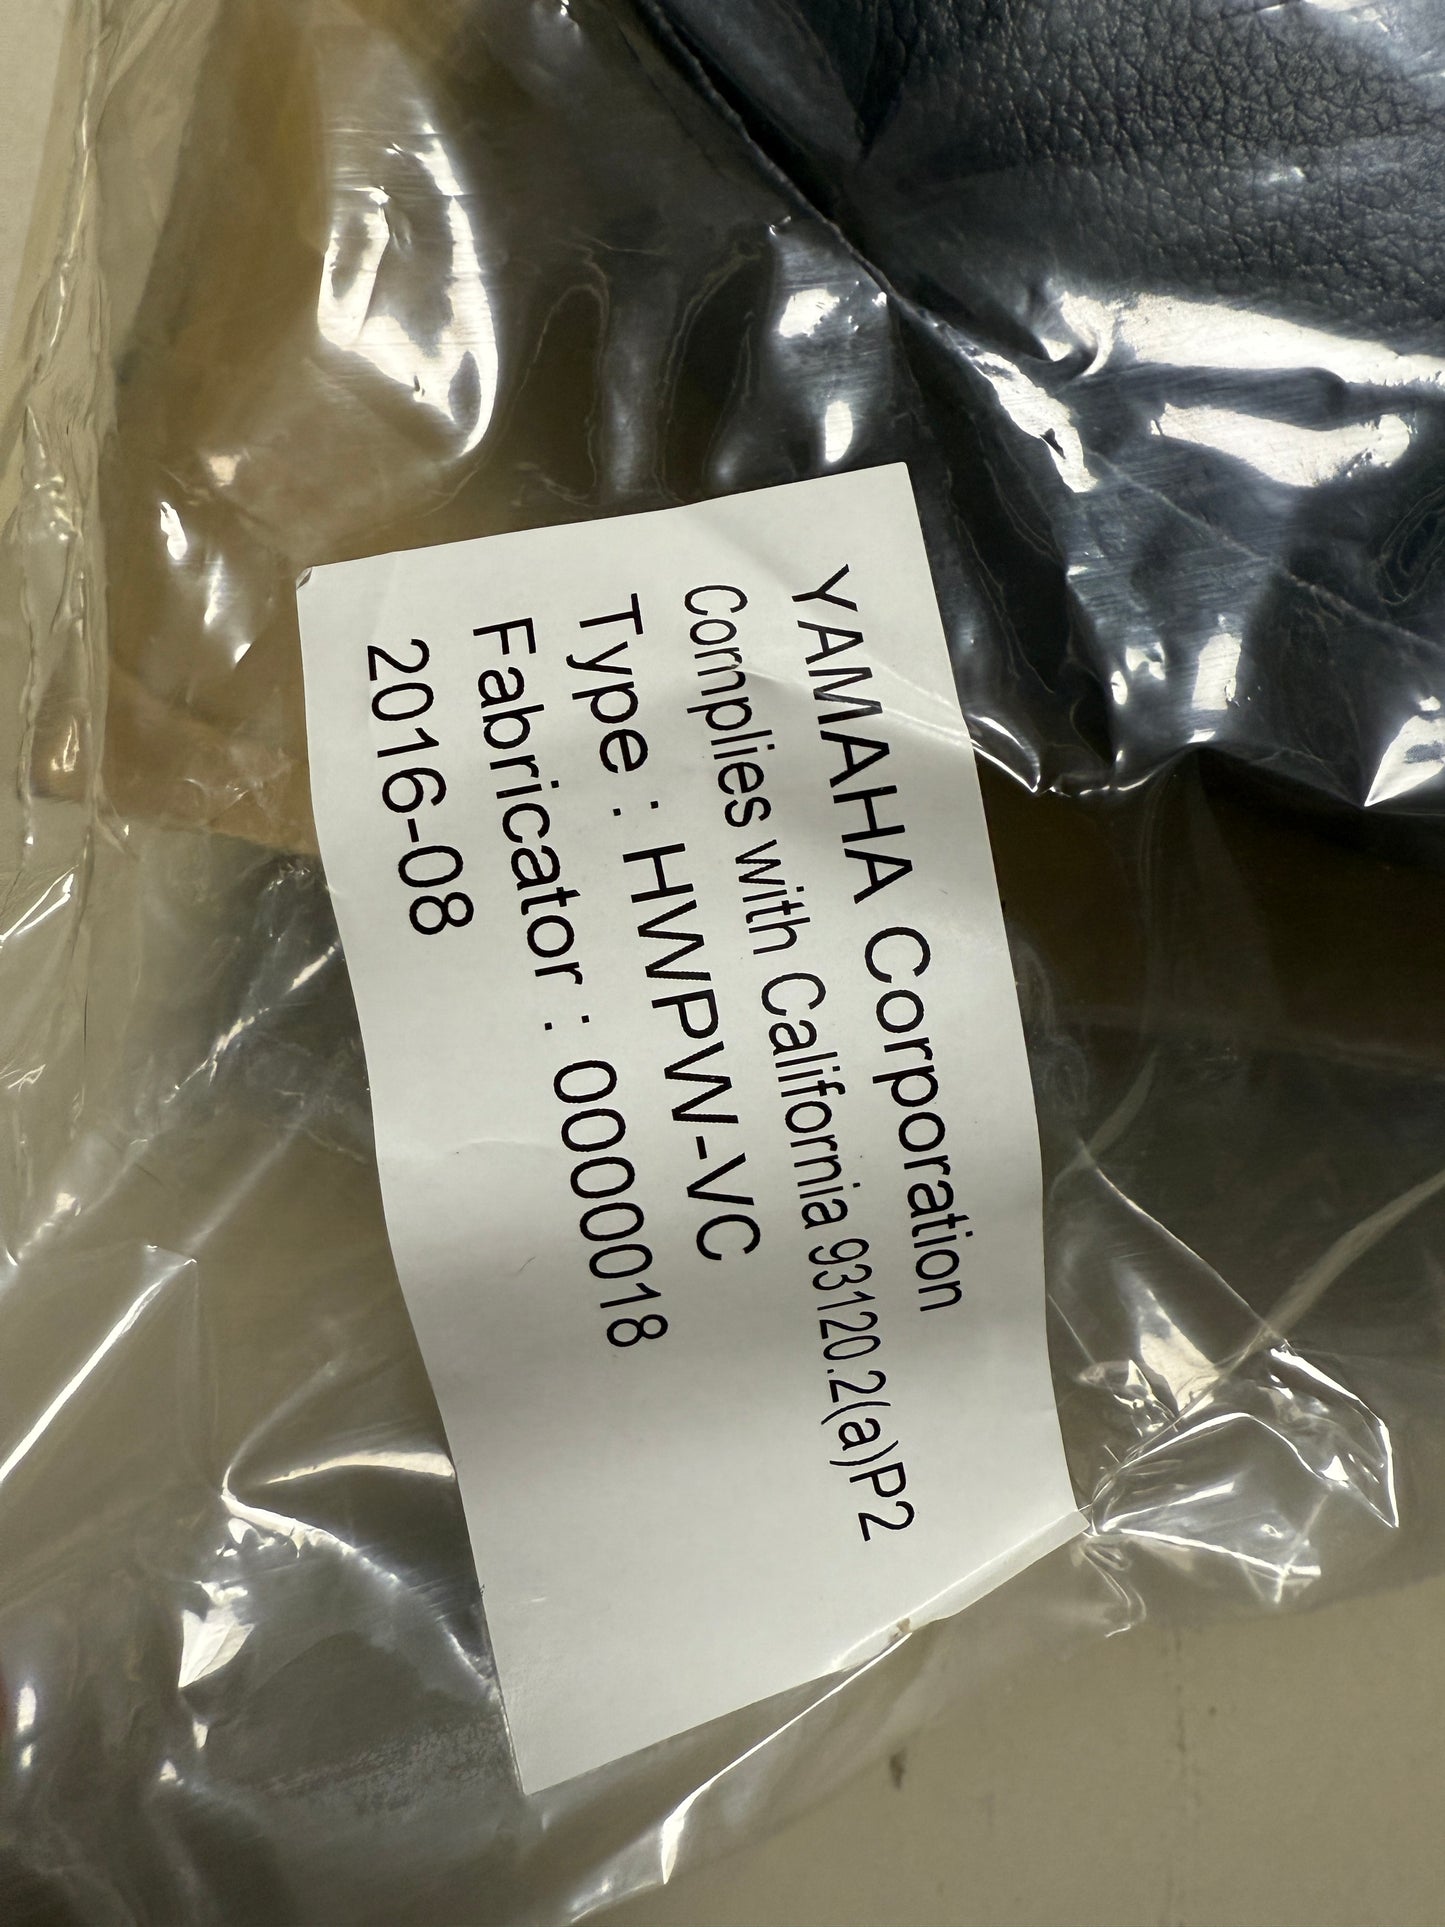 YAMAHA Corporation
Complies with California 93120.2(a)P2
Type : HWPW-VC
Fabricator : 0000018
2016-08